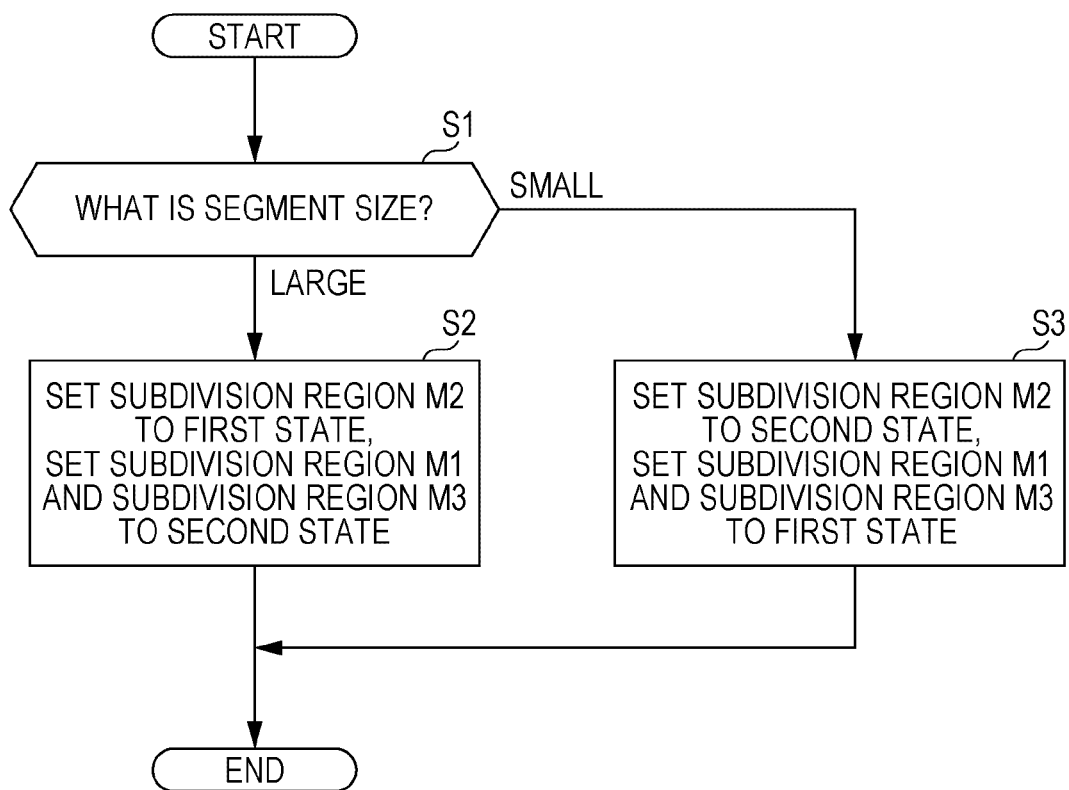 START
S1
WHAT IS SEGMENT SIZE?
SMALL
LARGE
S2
SET SUBDIVISION REGION M2
TO FIRST STATE,
SET SUBDIVISION REGION M1
AND SUBDIVISION REGION M3
TO SECOND STATE
S3
SET SUBDIVISION REGION M2
TO SECOND STATE,
SET SUBDIVISION REGION M1
AND SUBDIVISION REGION M3
TO FIRST STATE
END